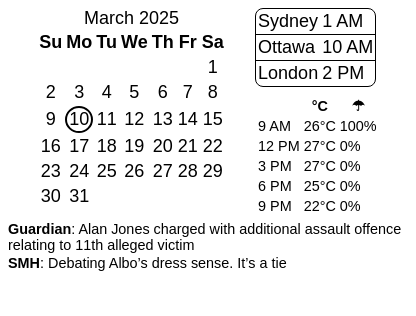 March 2025
Su Mo Tu We Th Fr Sa
1
2 3 4 5 6 7 8
9 10 11 12 13 14 15
16 17 18 19 20 21 22
23 24 25 26 27 28 29
30 31
Sydney 1 AM
Ottawa 10 AM
London 2 PM
°C ☂
9 AM 26°C 100%
12 PM 27°C 0%
3 PM 27°C 0%
6 PM 25°C 0%
9 PM 22°C 0%
Guardian: Alan Jones charged with additional assault offence
relating to 11th alleged victim
SMH: Debating Albo’s dress sense. It’s a tie